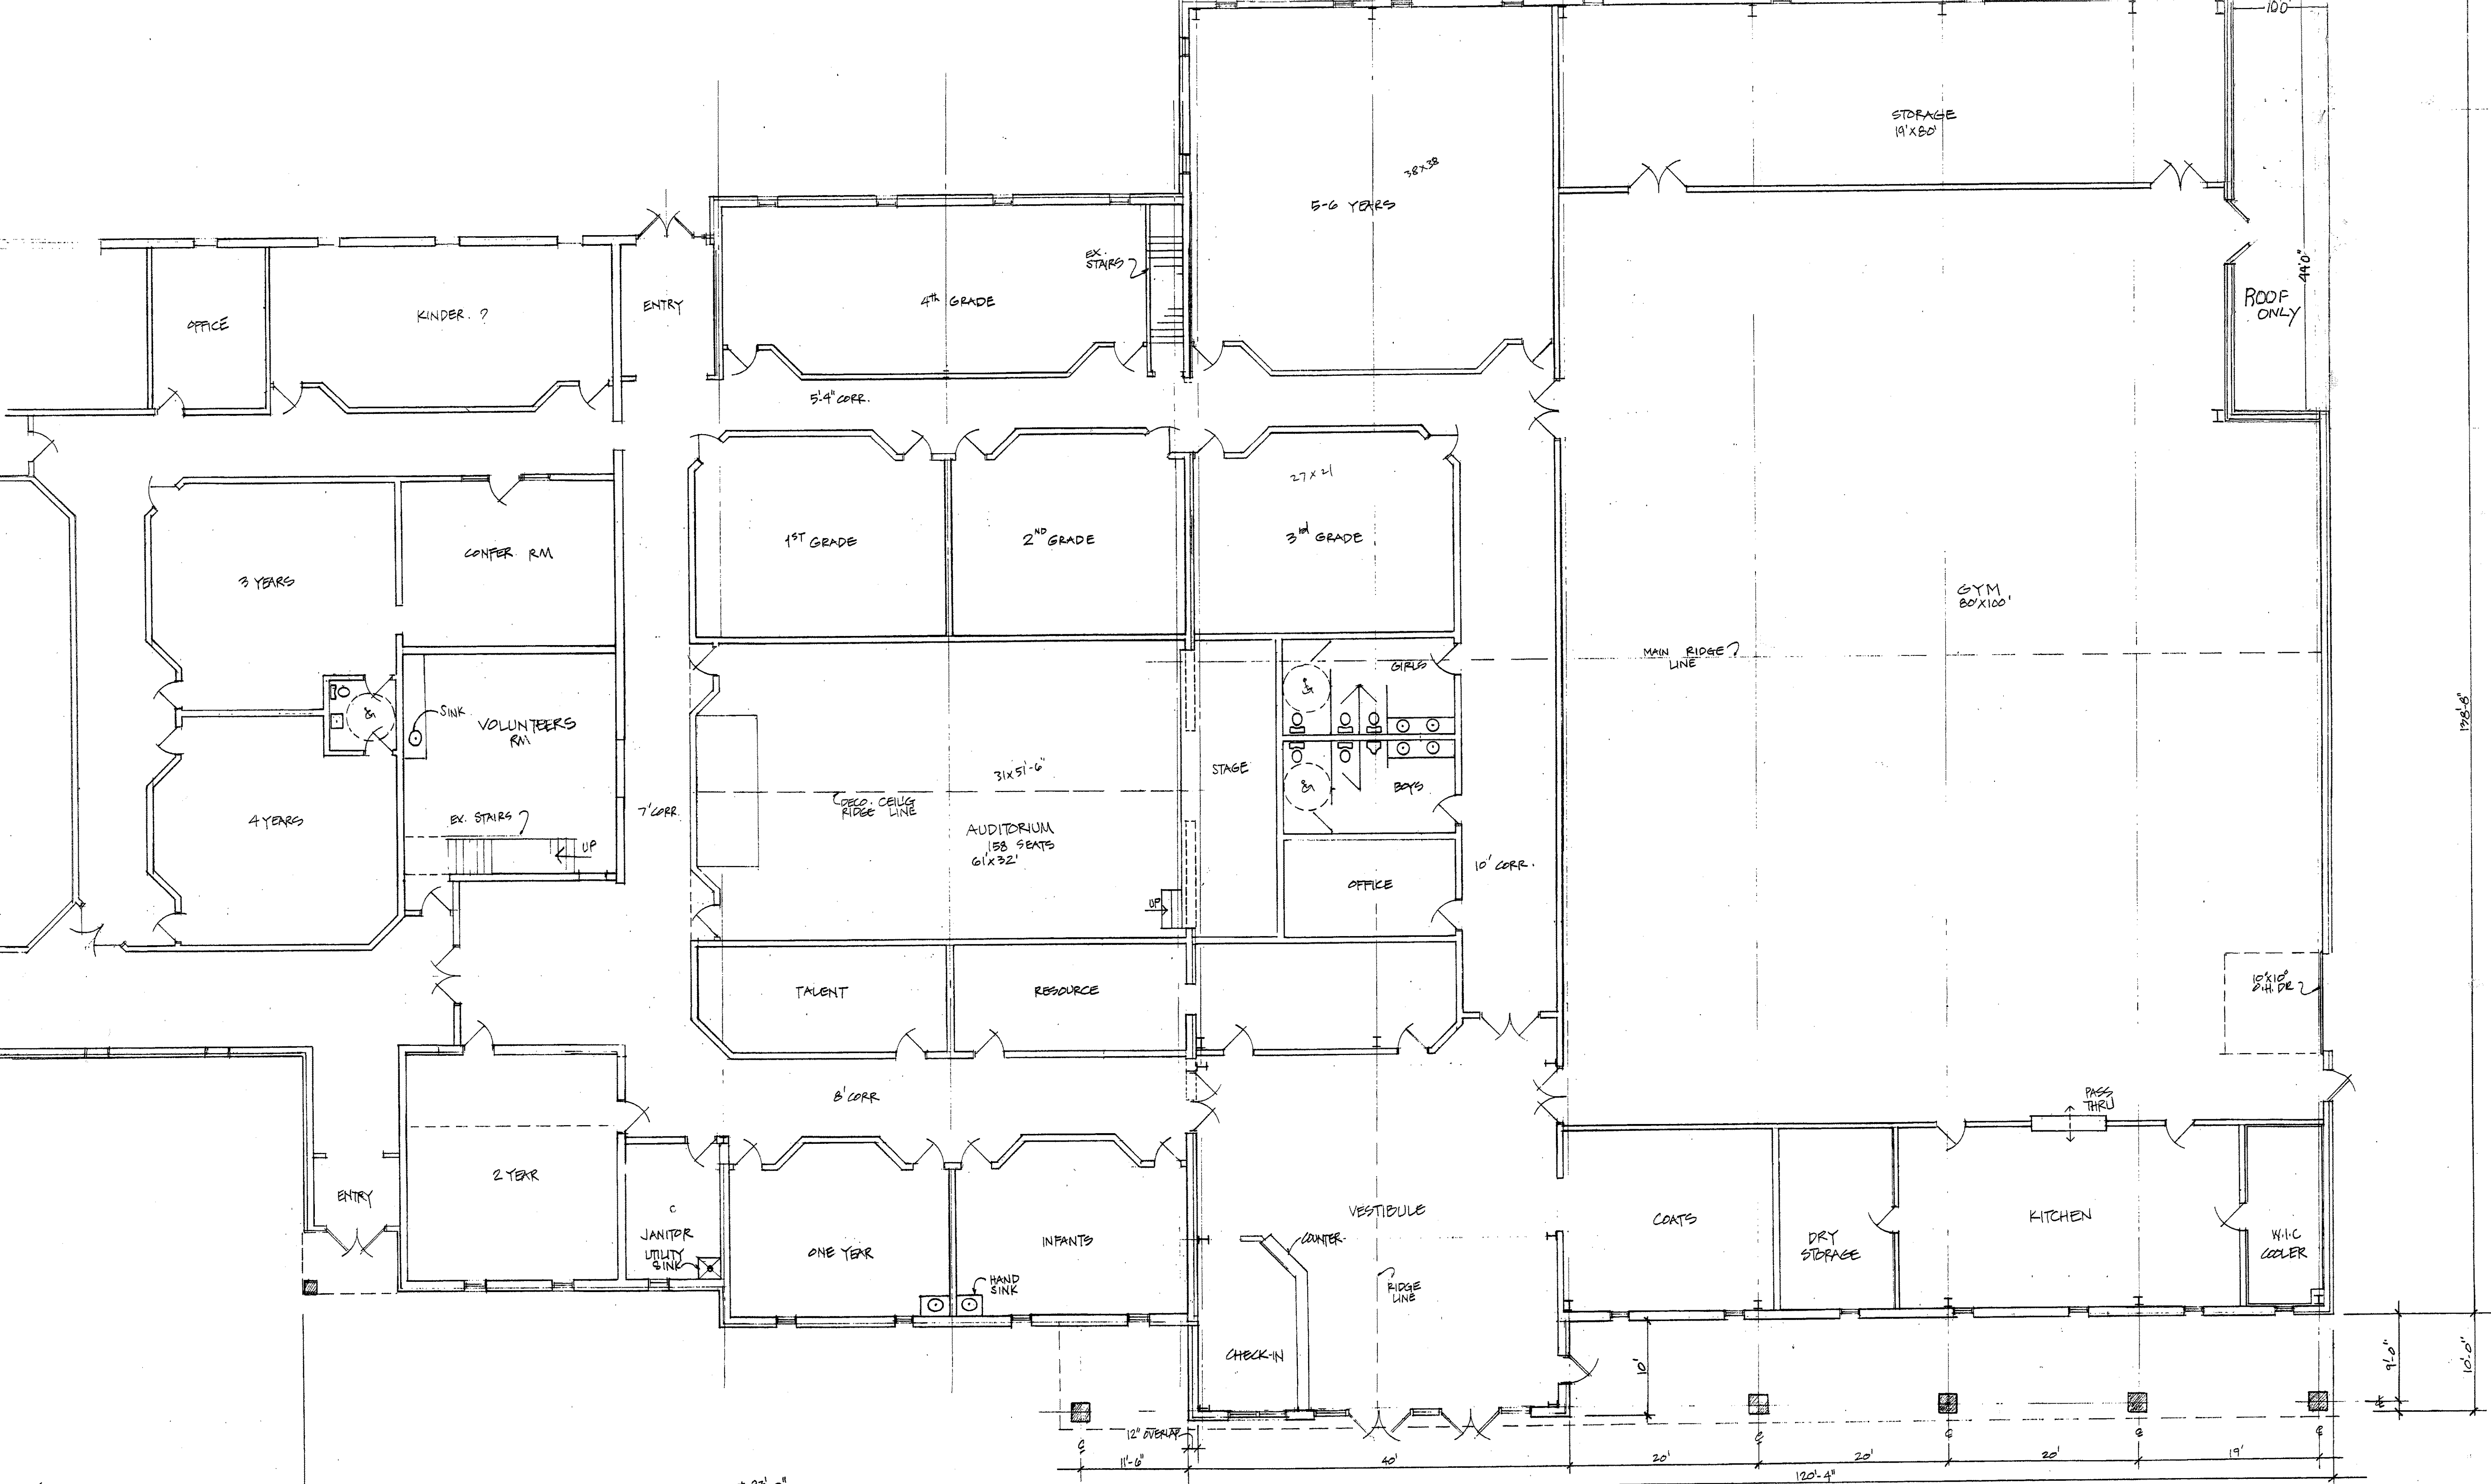 10'0"
STORAGE
19'X80'
38X38
5-6 YEARS
EX.
STAIRS
44'0"
ROOF
ONLY
4th GRADE
ENTRY
KINDER. ?
OFFICE
5'-4" CORR.
27X21
1ST GRADE
2ND GRADE
3rd GRADE
CONFER. RM
3 YEARS
GYM
80'X100'
MAIN RIDGE
LINE
GIRLS
SINK
VOLUNTEERS
RM
138'-8"
STAGE
31X51'-6"
BOYS
DECO. CEIL'G
RIDGE LINE
7' CORR.
4 YEARS
EX. STAIRS
UP
AUDITORIUM
158 SEATS
61'X32'
10' CORR.
OFFICE
UP
TALENT
RESOURCE
10'X10'
O.H. DR
8' CORR
PASS
THRU
2 YEAR
ENTRY
C
JANITOR
UTILITY
SINK
ONE YEAR
INFANTS
HAND
SINK
VESTIBULE
COUNTER
RIDGE
LINE
CHECK-IN
COATS
DRY
STORAGE
KITCHEN
W.I.C
COOLER
10'
9'-0"
10'-0"
12" OVERLAP
11'-6"
40'
20'
20'
20'
19'
120'-4"